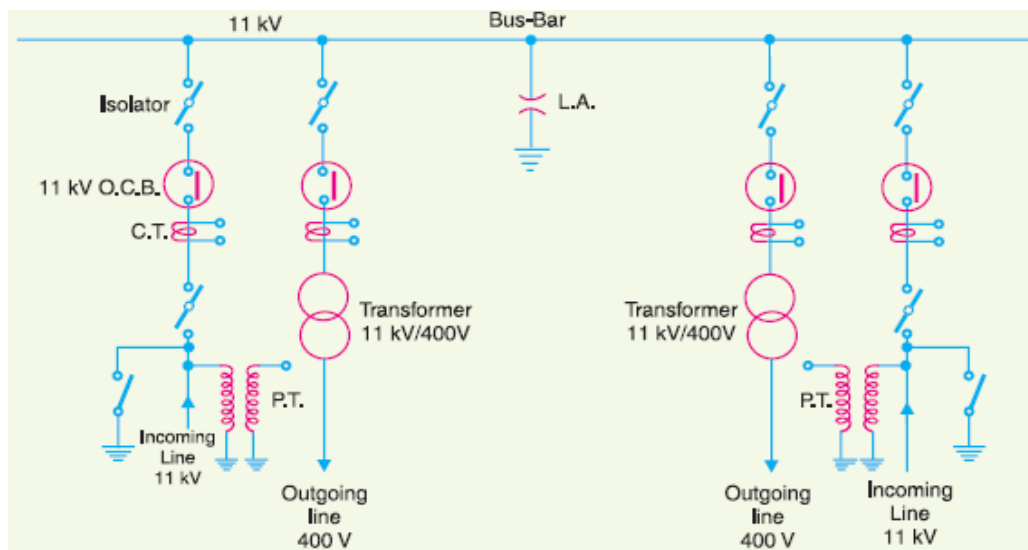 11 kV
Bus-Bar
Isolator
L.A.
11 kV O.C.B.
C.T.
Transformer
11 kV/400V
Transformer
11 kV/400V
P.T.
P.T.
Incoming
Line
11 kV
Outgoing
line
400 V
Outgoing
line
400 V
Incoming
Line
11 kV